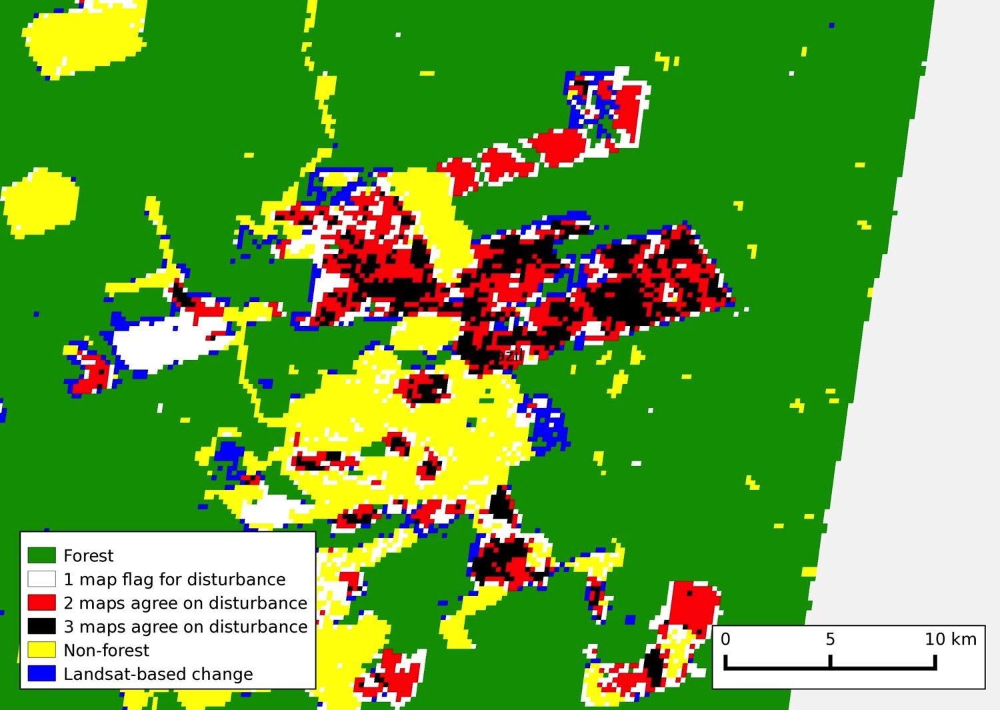 azil
Forest
1 map flag for disturbance
2 maps agree on disturbance
3 maps agree on disturbance
Non-forest
Landsat-based change
0 5 10 km